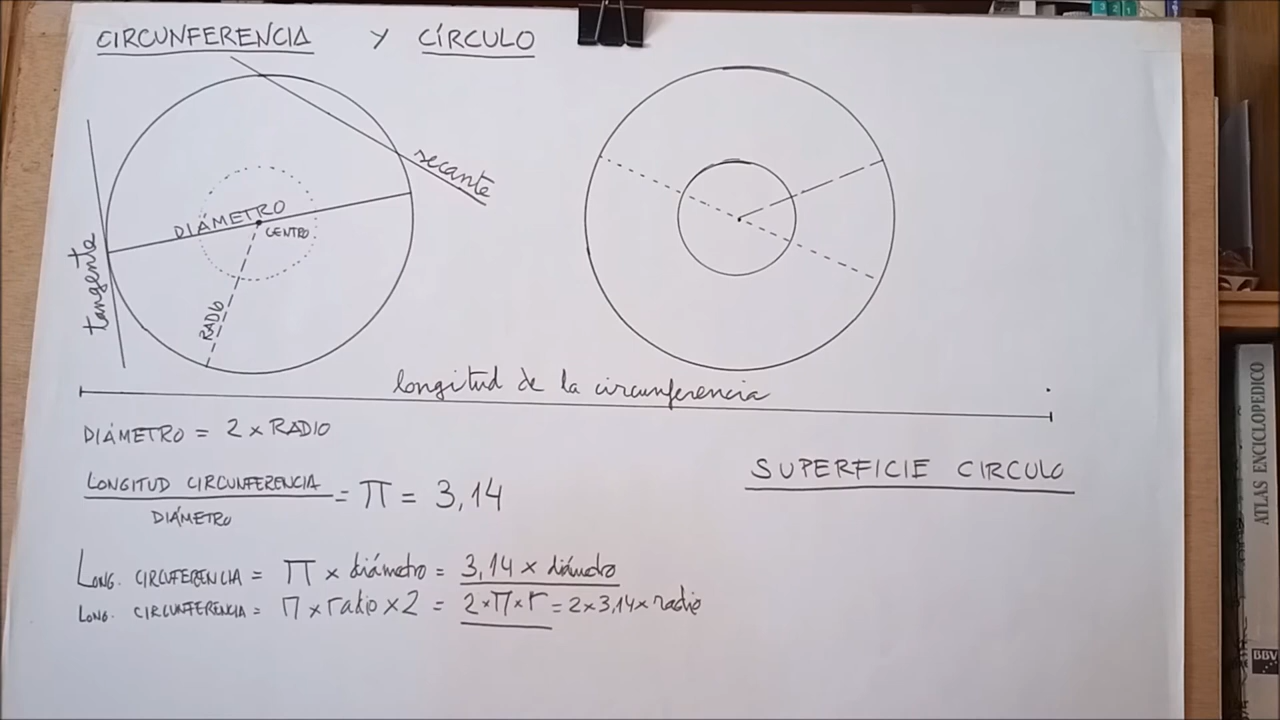 CIRCUNFERENCIA Y CÍRCULO
secante
DIÁMETRO
CENTRO
tangente
RADIO
longitud de la circunferencia
DIÁMETRO = 2 x RADIO
LONGITUD CIRCUNFERENCIA
DIÁMETRO
= π = 3,14
SUPERFICIE CIRCULO
LONG. CIRCUFERENCIA = π x diámetro = 3,14 x diámetro
LONG. CIRCUNFERENCIA = π x radio x 2 = 2 x π x r = 2 x 3,14 x radio
ATLAS ENCICLOPEDICO
BBV